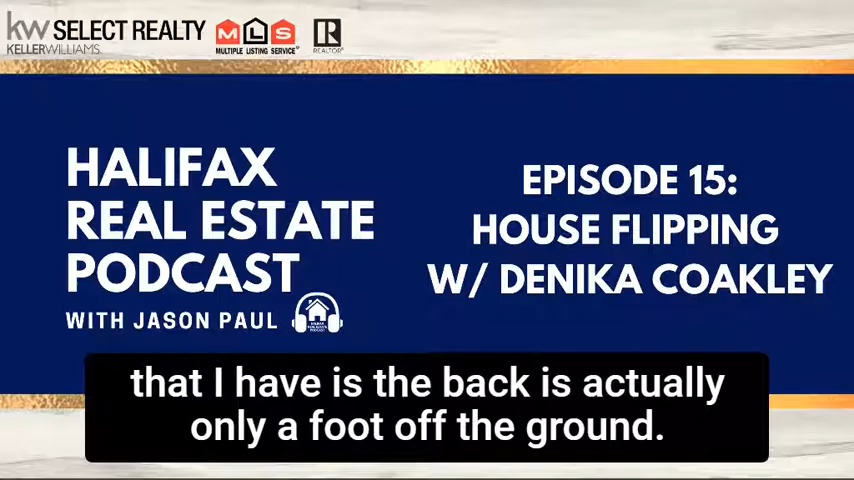 kw SELECT REALTY
KELLERWILLIAMS.
MLS
MULTIPLE LISTING SERVICE®
R
REALTOR®
HALIFAX
REAL ESTATE
PODCAST
WITH JASON PAUL
EPISODE 15:
HOUSE FLIPPING
W/ DENIKA COAKLEY
that I have is the back is actually
only a foot off the ground.